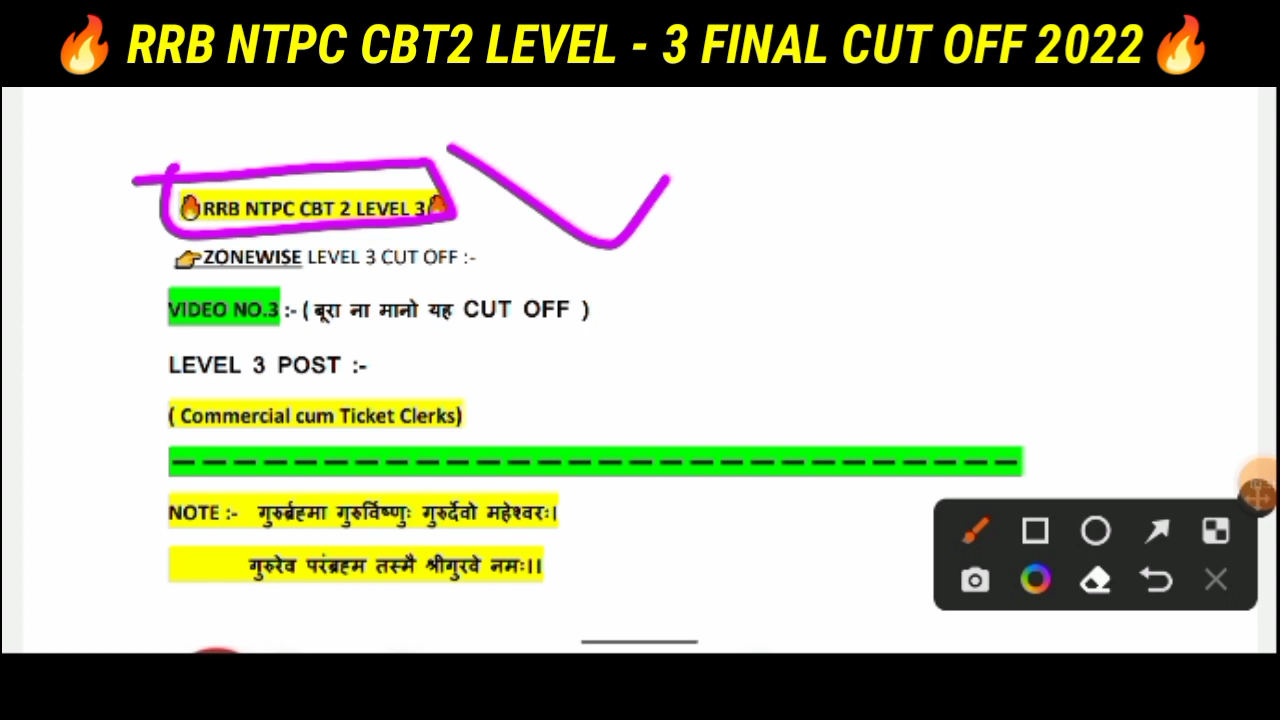 🔥 RRB NTPC CBT2 LEVEL - 3 FINAL CUT OFF 2022 🔥
🔥RRB NTPC CBT 2 LEVEL 3🔥
👉ZONEWISE LEVEL 3 CUT OFF :-
VIDEO NO.3 :- ( बूरा ना मानो यह CUT OFF )
LEVEL 3 POST :-
( Commercial cum Ticket Clerks)
NOTE :- गुरुर्ब्रह्मा गुरुर्विष्णुः गुरुर्देवो महेश्वरः।
गुरुरेव परंब्रह्म तस्मै श्रीगुरवे नमः।।